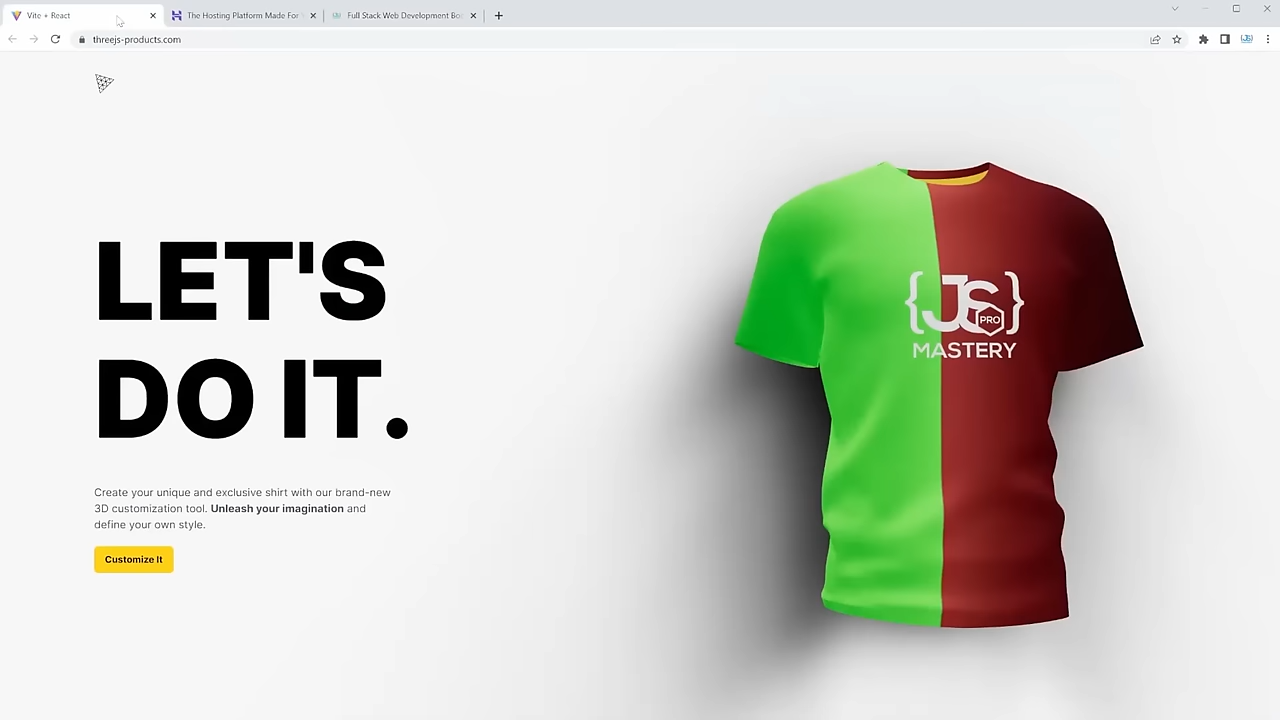 Vite + React
The Hosting Platform Made For
Full Stack Web Development Bo
threejs-products.com
LET'S
DO IT.
Create your unique and exclusive shirt with our brand-new
3D customization tool. Unleash your imagination and
define your own style.
Customize It
{JS}
PRO
MASTERY